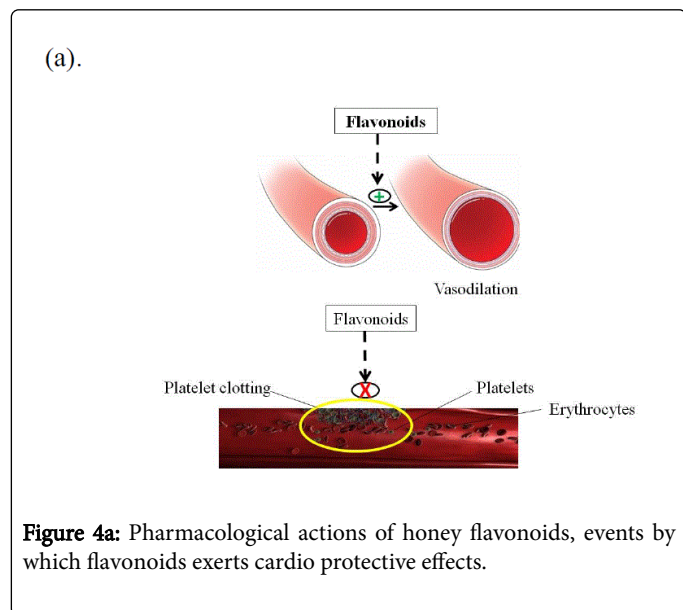 (a).
Flavonoids
+
Vasodilation
Flavonoids
X
Platelet clotting
Platelets
Erythrocytes
Figure 4a: Pharmacological actions of honey flavonoids, events by
which flavonoids exerts cardio protective effects.